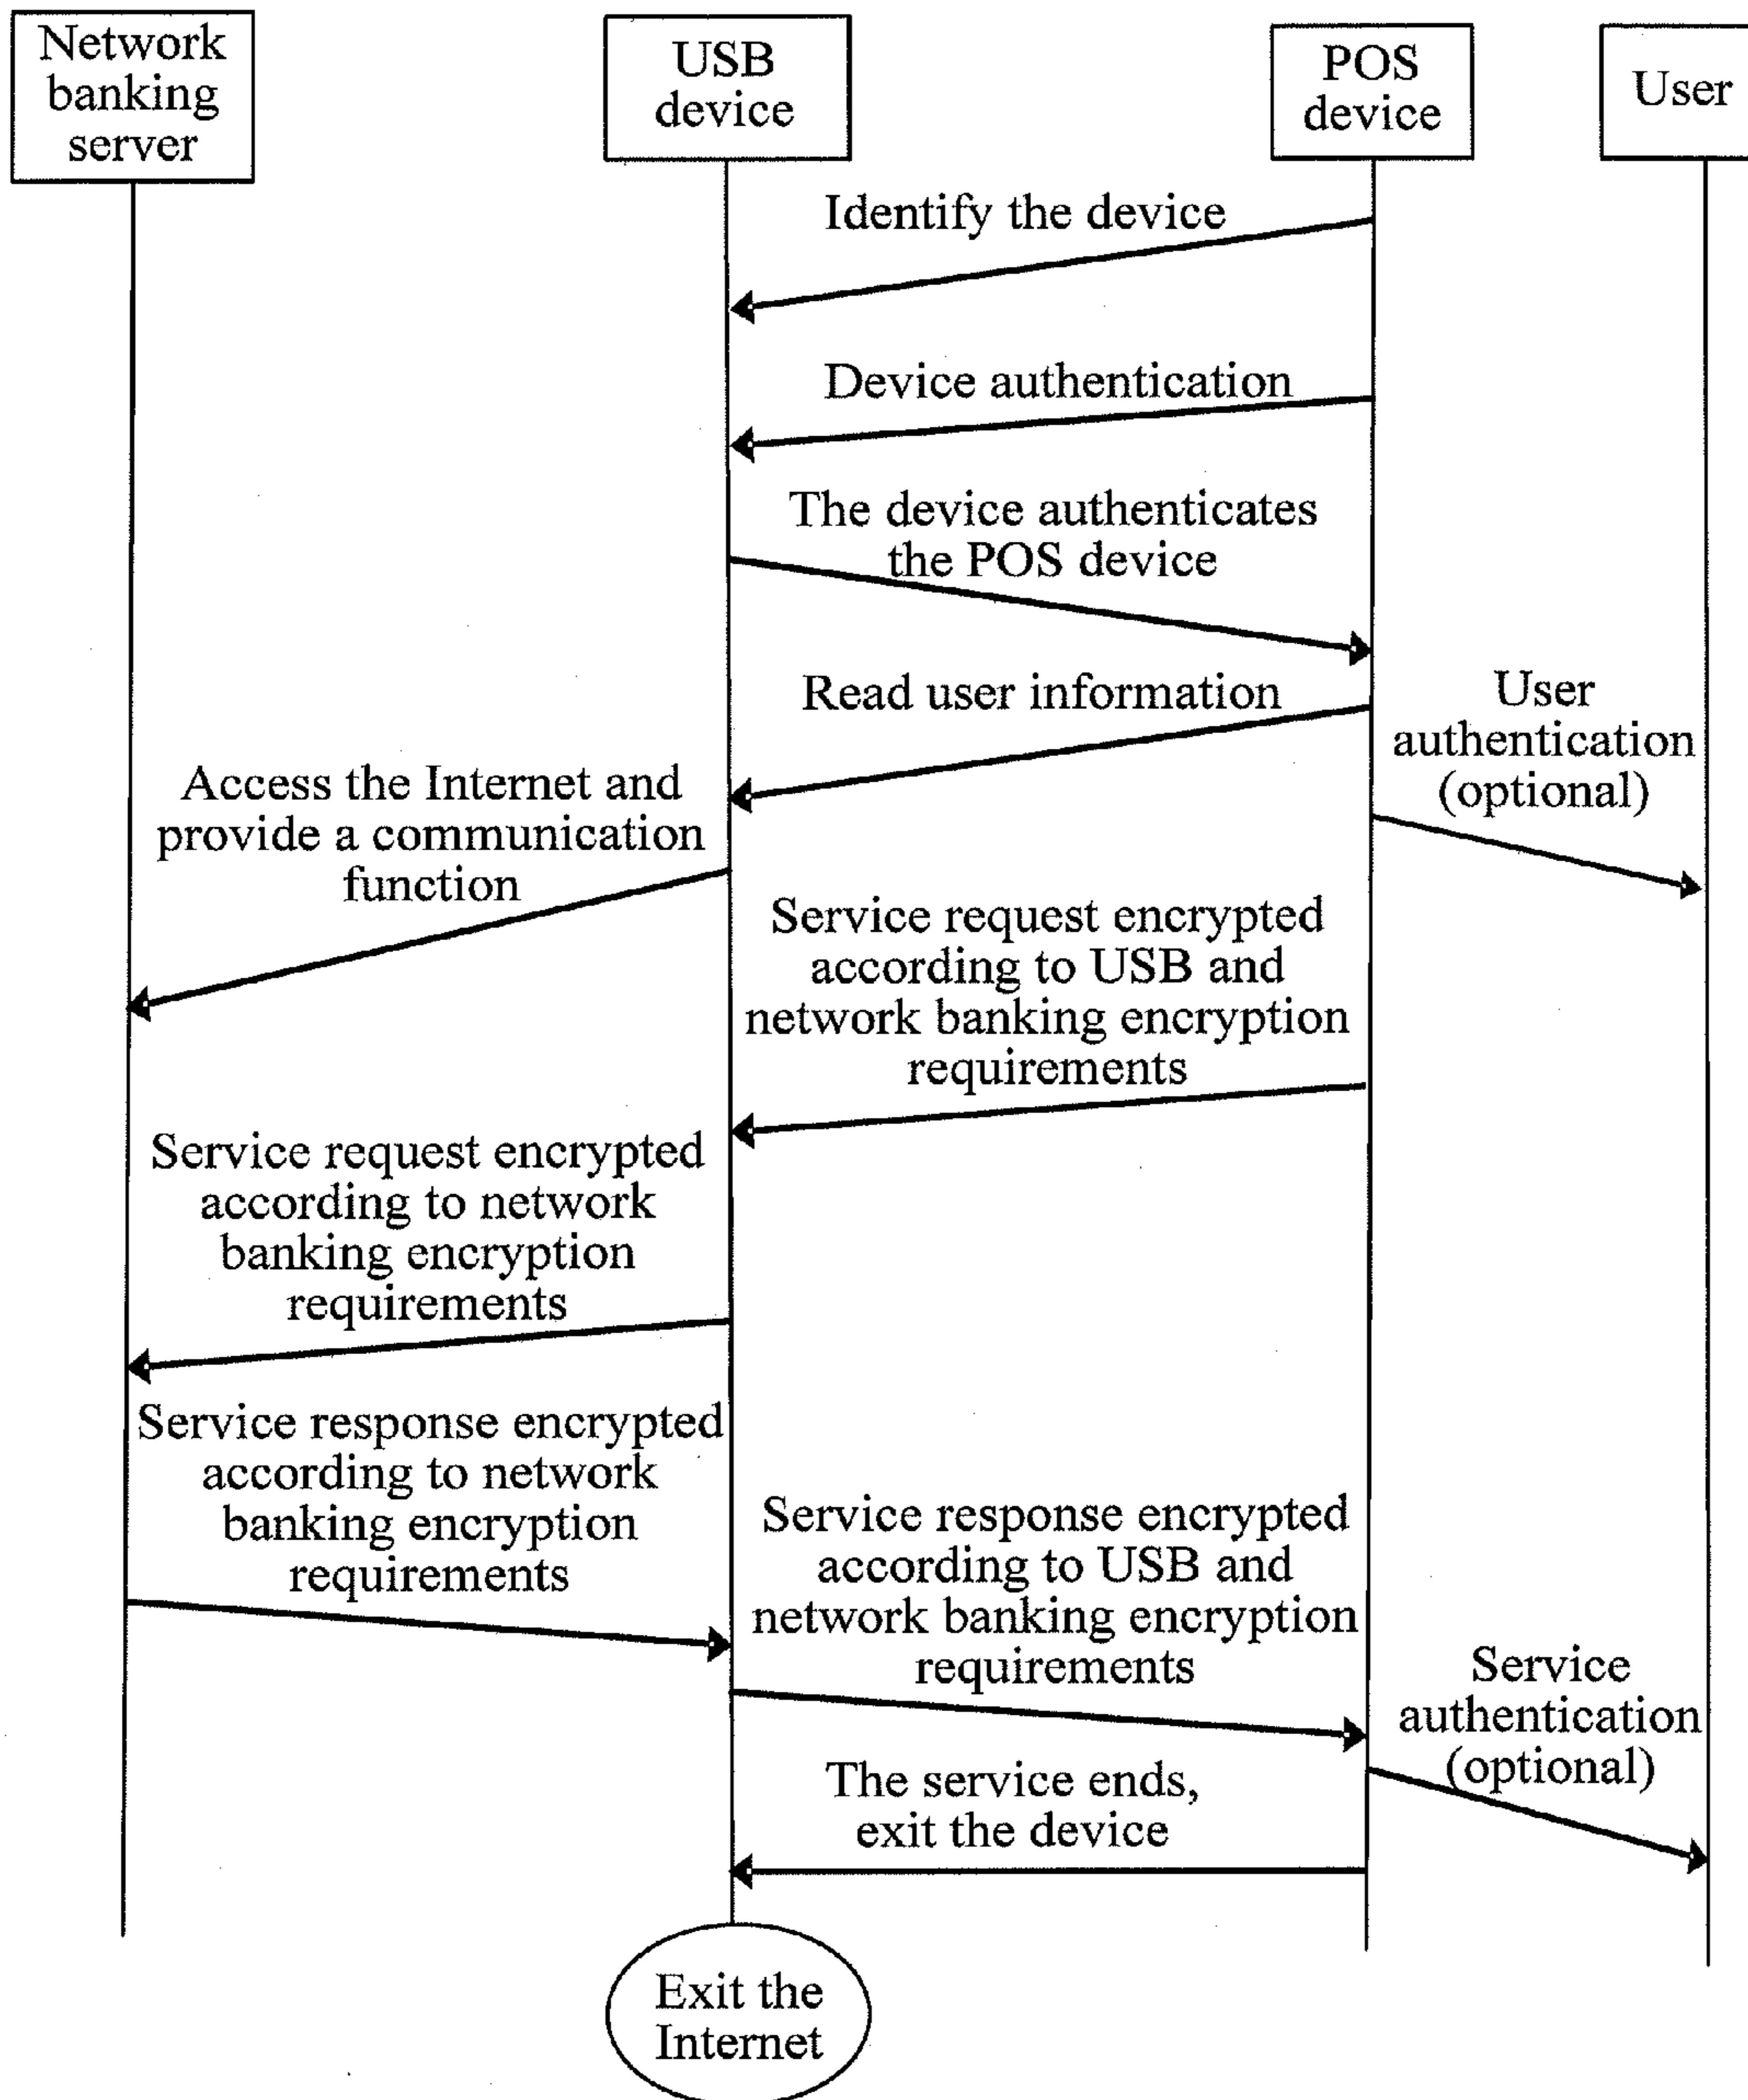 Network
banking
server
USB
device
POS
device
User
Identify the device
Device authentication
The device authenticates
the POS device
Read user information
User
authentication
(optional)
Access the Internet and
provide a communication
function
Service request encrypted
according to USB and
network banking encryption
requirements
Service request encrypted
according to network
banking encryption
requirements
Service response encrypted
according to network
banking encryption
requirements
Service response encrypted
according to USB and
network banking encryption
requirements
Service
authentication
(optional)
The service ends,
exit the device
Exit the
Internet